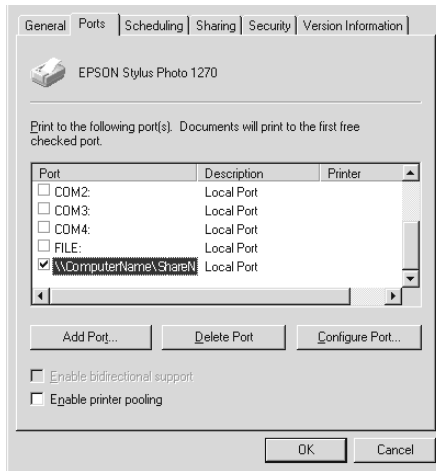 General Ports Scheduling Sharing Security Version Information
EPSON Stylus Photo 1270
Print to the following port(s). Documents will print to the first free
checked port.
Port Description Printer
COM2: Local Port
COM3: Local Port
COM4: Local Port
FILE: Local Port
\\ComputerName\ShareN Local Port
Add Port... Delete Port Configure Port...
Enable bidirectional support
Enable printer pooling
OK Cancel